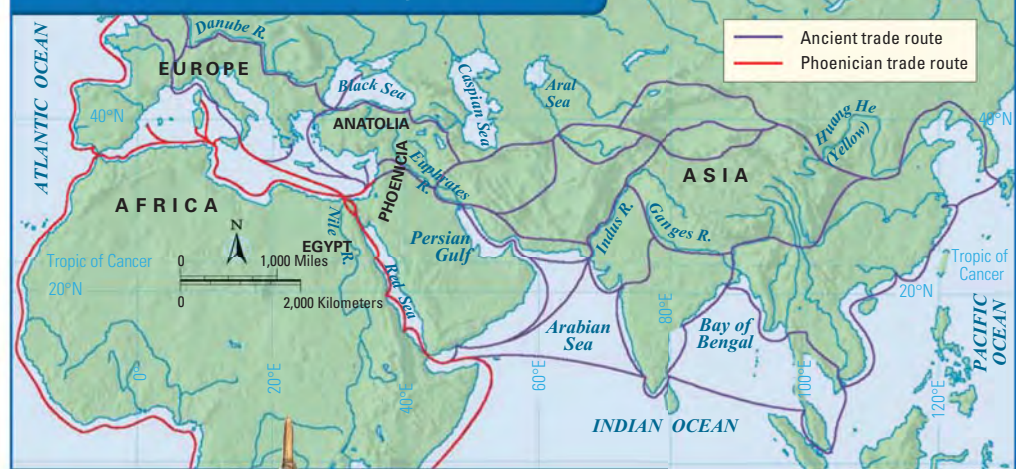 Ancient trade route
Phoenician trade route
ATLANTIC OCEAN
Danube R.
EUROPE
Black Sea
Caspian Sea
Aral
Sea
Huang He
(Yellow)
40°N
40°N
ANATOLIA
PHOENICIA
Euphrates
R.
ASIA
AFRICA
Nile
R.
EGYPT
Persian
Gulf
Indus R.
Ganges R.
N
Tropic of Cancer
0 1,000 Miles
0 2,000 Kilometers
20°N
Red Sea
Tropic of
Cancer
20°N
Arabian
Sea
80°E
Bay of
Bengal
PACIFIC
OCEAN
0°
20°E
40°E
60°E
100°E
120°E
INDIAN OCEAN